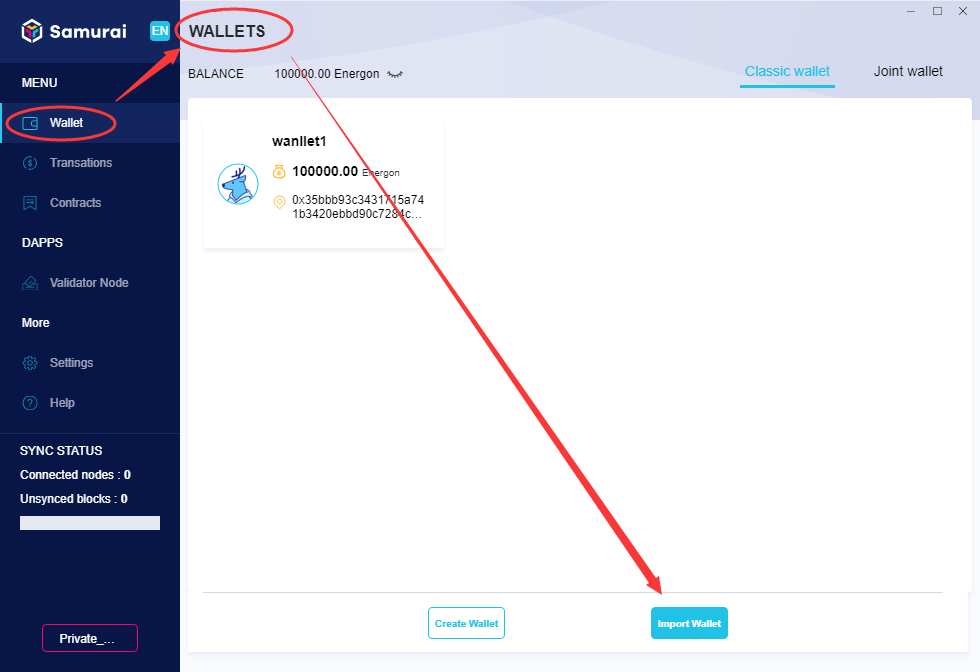 Samurai
EN
MENU
Wallet
Transations
Contracts
DAPPS
Validator Node
More
Settings
Help
SYNC STATUS
Connected nodes : 0
Unsynced blocks : 0
Private_...
WALLETS
BALANCE 100000.00 Energon
Classic wallet Joint wallet
wanllet1
100000.00 Energon
0x35bbb93c3431715a74
1b3420ebbd90c7284c...
Create Wallet Import Wallet